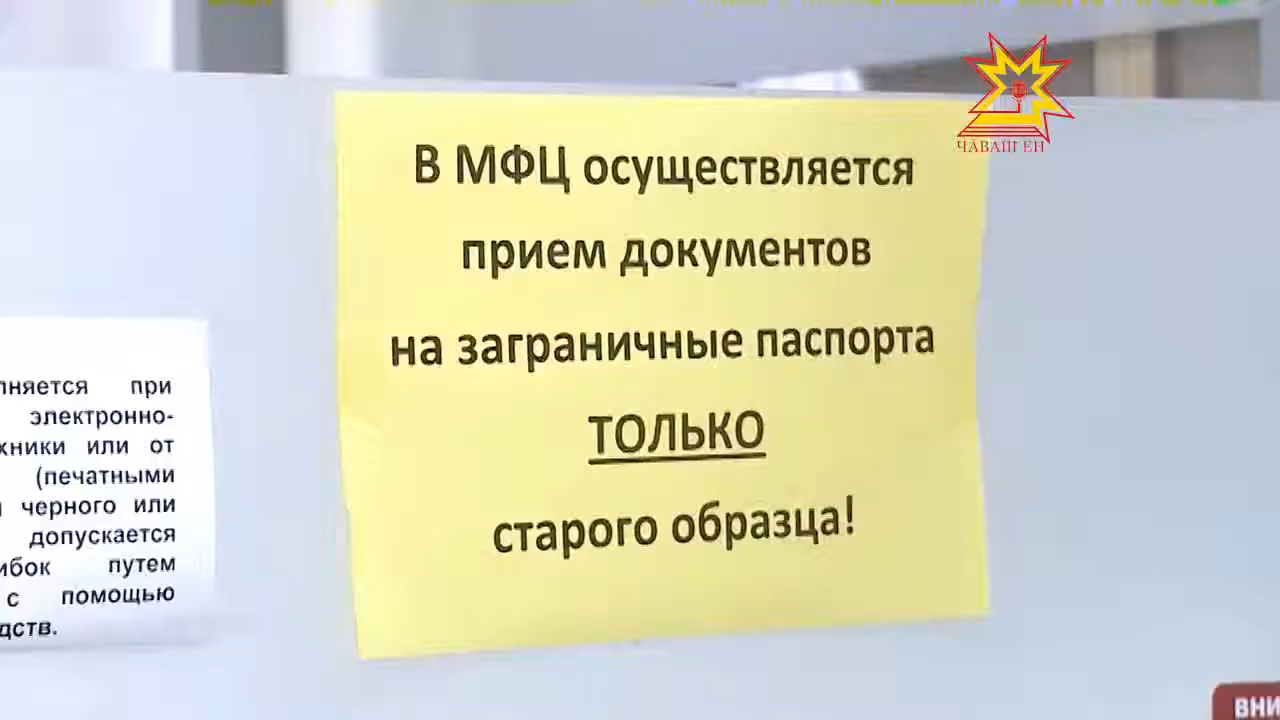 ЧĂВАШ ЕН
В МФЦ осуществляется
прием документов
на заграничные паспорта
ТОЛЬКО
старого образца!
при
электронно-
или от
(печатными
черного или
допускается
путем
с помощью